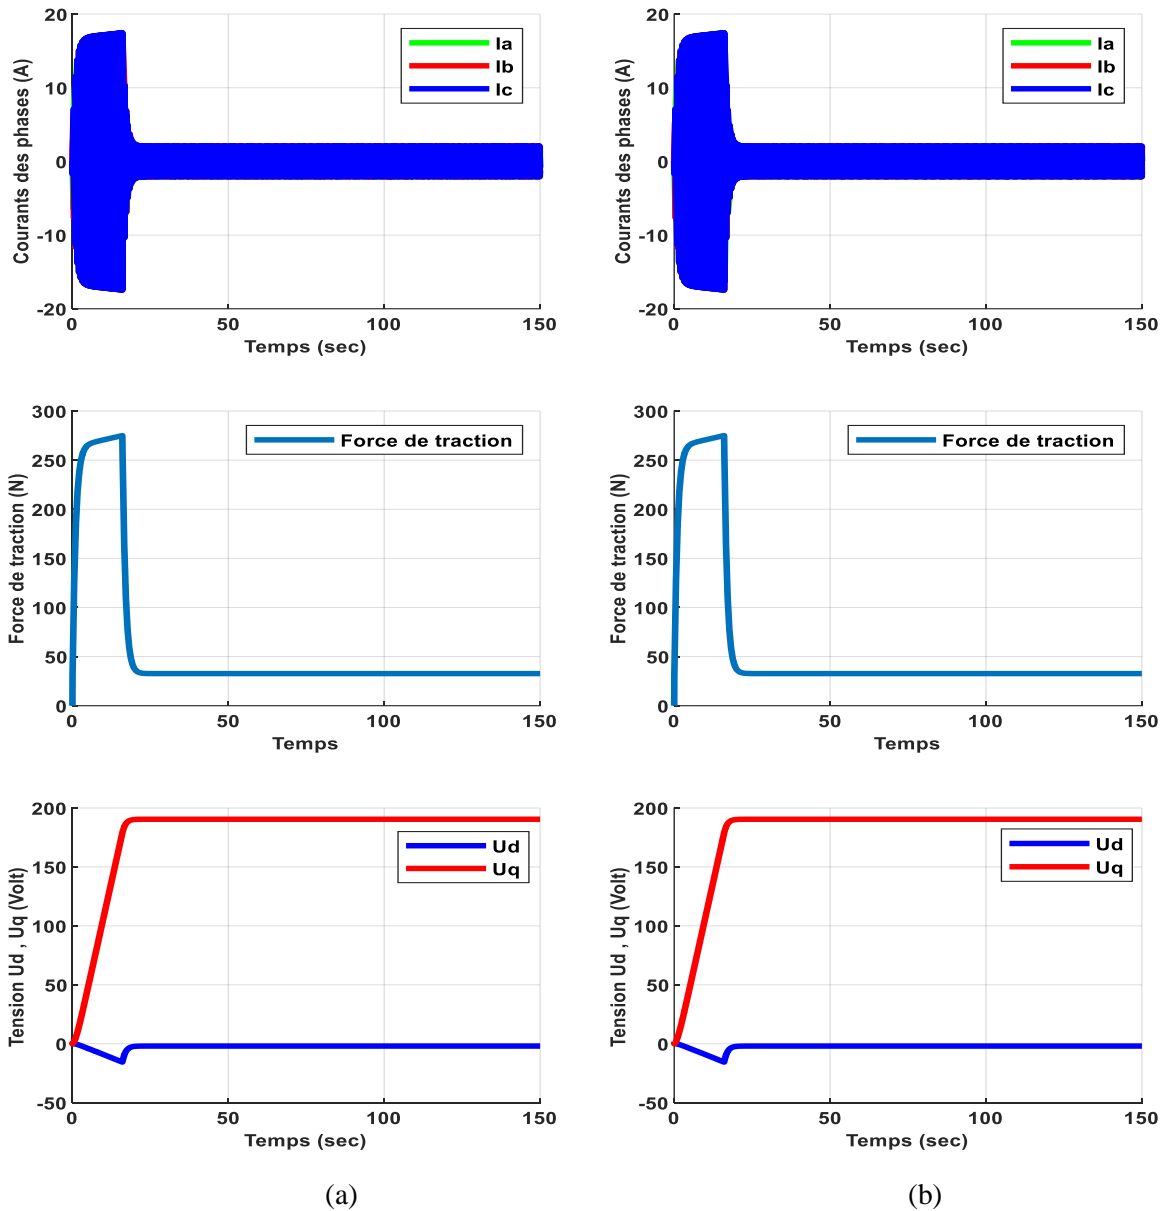 20
10
0
-10
-20
0 50 100 150
Courants des phases (A)
Temps (sec)
Ia
Ib
Ic
20
10
0
-10
-20
0 50 100 150
Courants des phases (A)
Temps (sec)
Ia
Ib
Ic
300
250
200
150
100
50
0
0 50 100 150
Force de traction (N)
Temps
Force de traction
300
250
200
150
100
50
0
0 50 100 150
Force de traction (N)
Temps
Force de traction
200
150
100
50
0
-50
0 50 100 150
Tension Ud , Uq (Volt)
Temps (sec)
Ud
Uq
200
150
100
50
0
-50
0 50 100 150
Tension Ud , Uq (Volt)
Temps (sec)
Ud
Uq
(a)
(b)